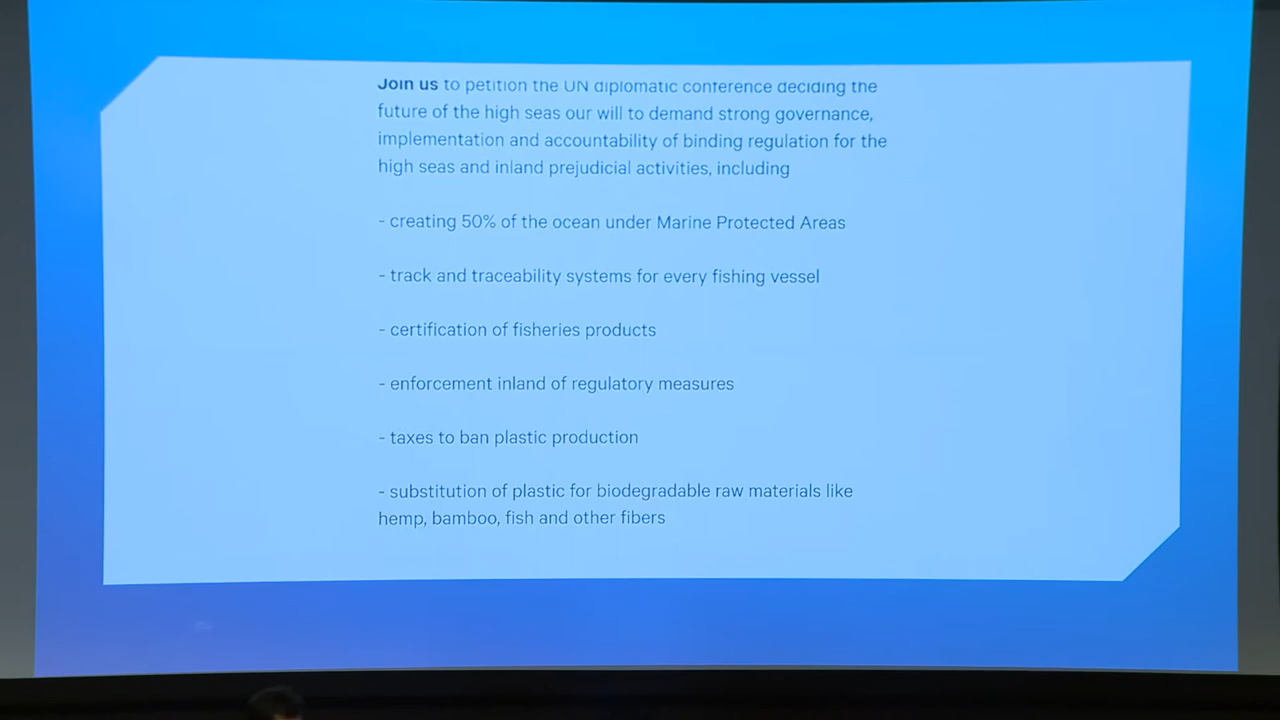 Join us to petition the UN diplomatic conference deciding the
future of the high seas our will to demand strong governance,
implementation and accountability of binding regulation for the
high seas and inland prejudicial activities, including
- creating 50% of the ocean under Marine Protected Areas
- track and traceability systems for every fishing vessel
- certification of fisheries products
- enforcement inland of regulatory measures
- taxes to ban plastic production
- substitution of plastic for biodegradable raw materials like
hemp, bamboo, fish and other fibers